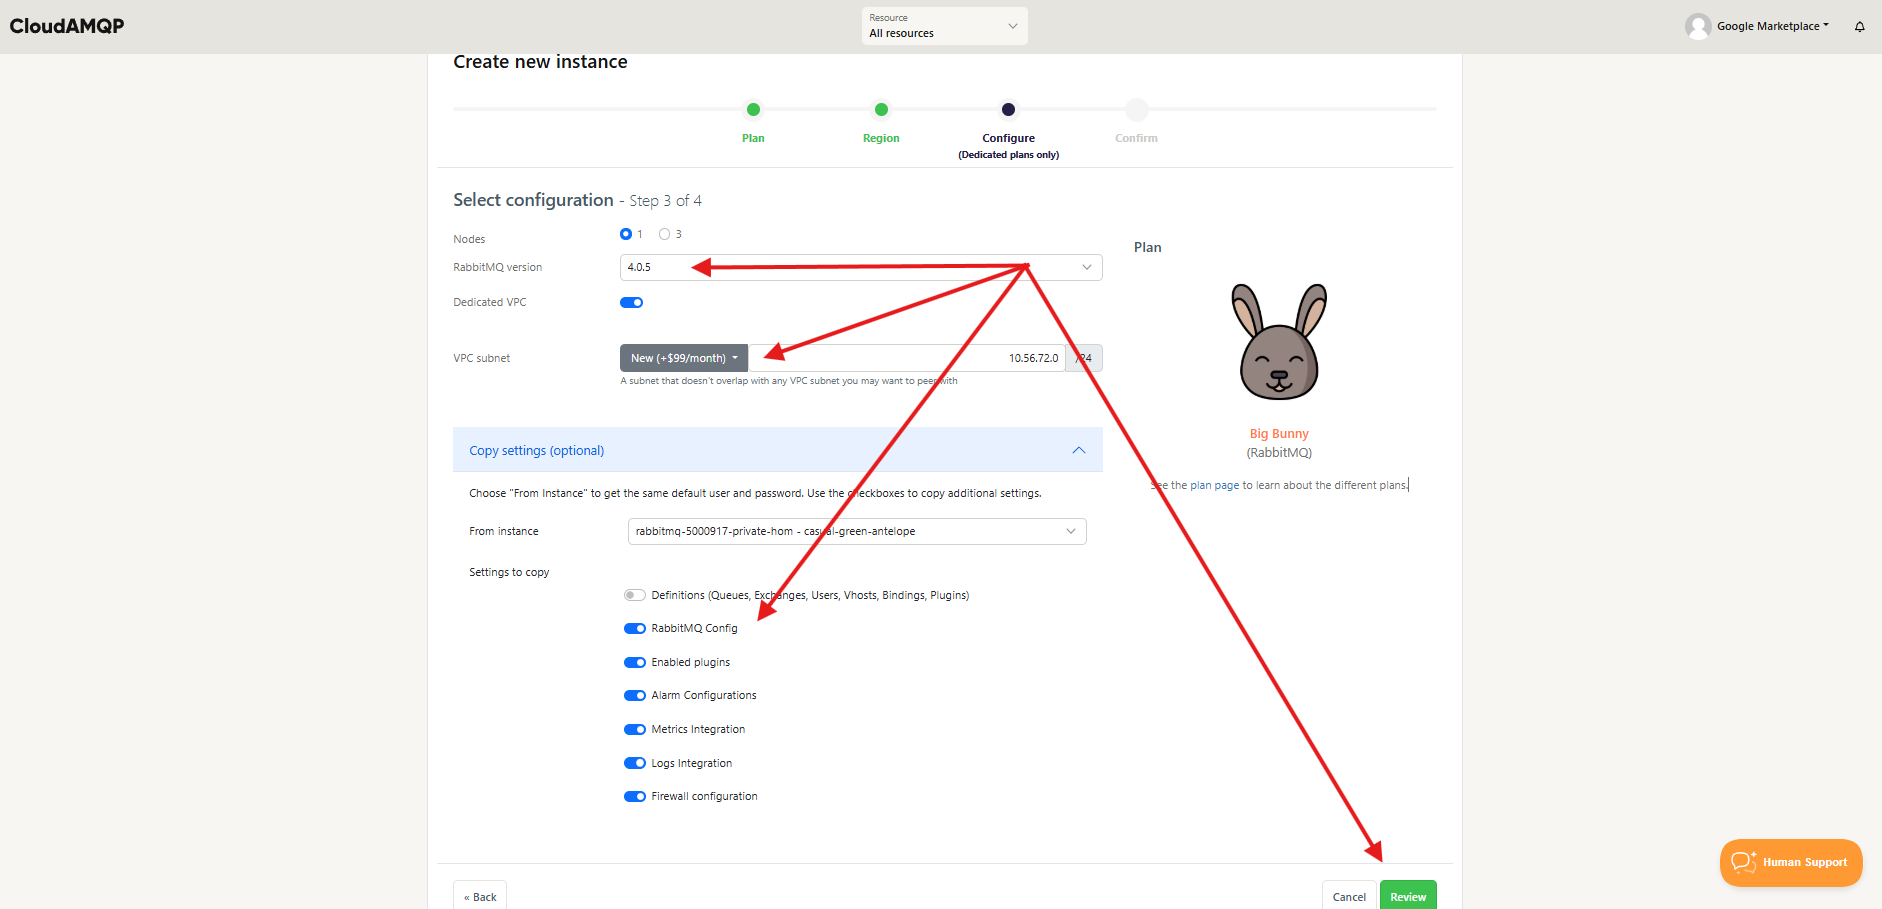 CloudAMQP
Resource
All resources
Google Marketplace
Create new instance
Plan
Region
Configure
(Dedicated plans only)
Confirm
Select configuration - Step 3 of 4
Nodes
1
3
RabbitMQ version
4.0.5
Dedicated VPC
VPC subnet
New (+$99/month)
10.56.72.0
/24
A subnet that doesn't overlap with any VPC subnet you may want to peer with
Plan
Big Bunny
(RabbitMQ)
See the plan page to learn about the different plans.
Copy settings (optional)
Choose "From Instance" to get the same default user and password. Use the checkboxes to copy additional settings.
From instance
rabbitmq-5000917-private-hom - casual-green-antelope
Settings to copy
Definitions (Queues, Exchanges, Users, Vhosts, Bindings, Plugins)
RabbitMQ Config
Enabled plugins
Alarm Configurations
Metrics Integration
Logs Integration
Firewall configuration
« Back
Cancel
Review
Human Support